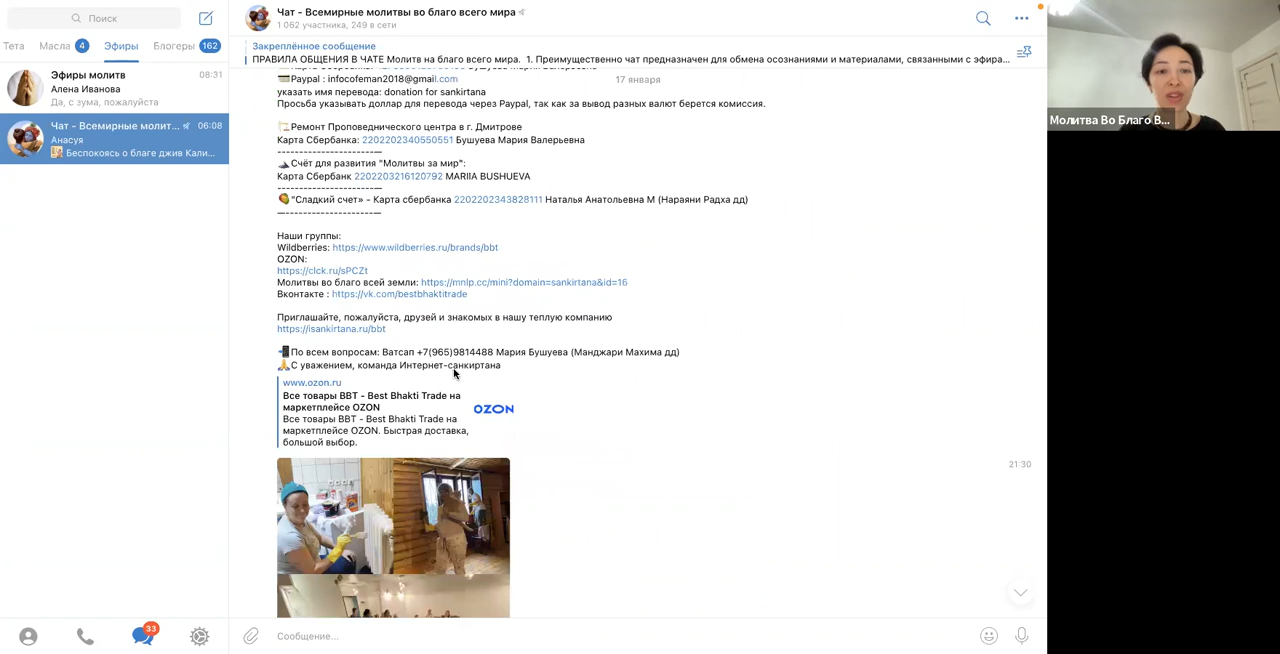 Поиск
Тета
Масла 4
Эфиры
Блогеры 162
Эфиры молитв 08:31
Алена Иванова
Да, с зума, пожалуйста
Чат - Всемирные молит... 06:08
Анасуя
Беспокоясь о благе джив Кали...
33
Чат - Всемирные молитвы во благо всего мира
1 062 участника, 249 в сети
Закреплённое сообщение
ПРАВИЛА ОБЩЕНИЯ В ЧАТЕ Молитв на благо всего мира. 1. Преимущественно чат предназначен для обмена осознаниями и материалами, связанными с эфира...
17 января
Paypal : infocofeman2018@gmail.com
указать имя перевода: donation for sankirtana
Просьба указывать доллар для перевода через Paypal, так как за вывод разных валют берется комиссия.
Ремонт Проповеднического центра в г. Дмитрове
Карта Сбербанка: 2202202340550551 Бушуева Мария Валерьевна
----------------------—
Счёт для развития "Молитвы за мир":
Карта Сбербанк 2202203216120792 MARIIA BUSHUEVA
----------------------—
"Сладкий счет» - Карта сбербанка 2202202343828111 Наталья Анатольевна М (Нараяни Радха дд)
—--------------------—
Наши группы:
Wildberries: https://www.wildberries.ru/brands/bbt
OZON:
https://clck.ru/sPCZt
Молитвы во благо всей земли: https://mnlp.cc/mini?domain=sankirtana&id=16
Вконтакте : https://vk.com/bestbhaktitrade
Приглашайте, пожалуйста, друзей и знакомых в нашу теплую компанию
https://isankirtana.ru/bbt
По всем вопросам: Ватсап +7(965)9814488 Мария Бушуева (Манджари Махима дд)
С уважением, команда Интернет-санкиртана
www.ozon.ru
Все товары BBT - Best Bhakti Trade на
маркетплейсе OZON
Все товары BBT - Best Bhakti Trade на
маркетплейсе OZON. Быстрая доставка,
большой выбор.
OZON
21:30
Сообщение...
Молитва Во Благо В...